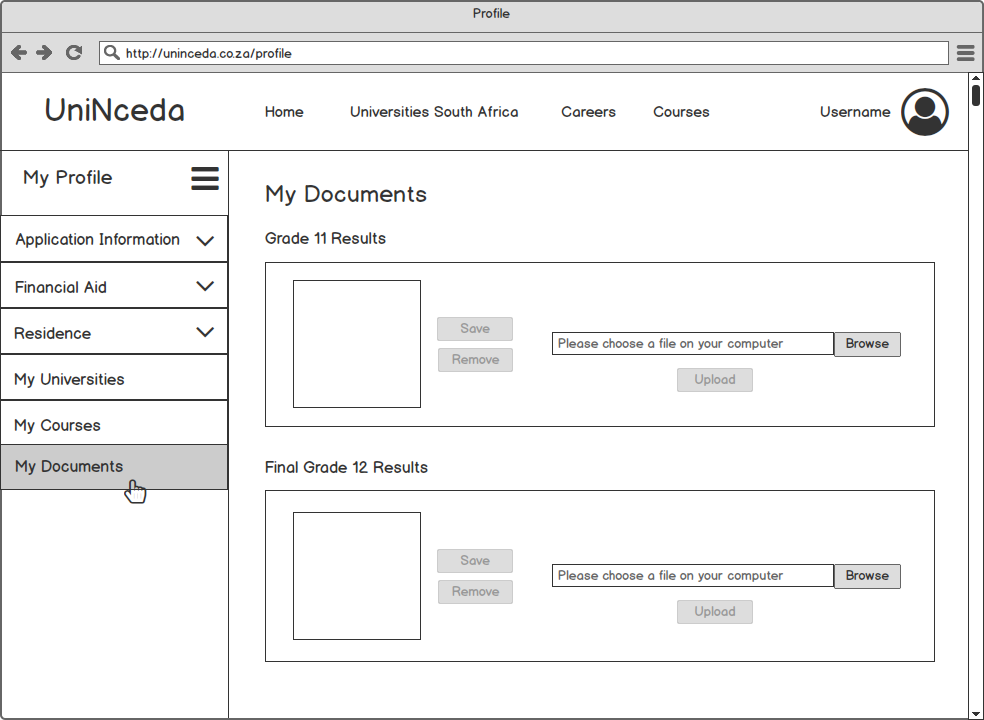 Profile
http://uninceda.co.za/profile
UniNceda
Home
Universities South Africa
Careers
Courses
Username
My Profile
Application Information
Financial Aid
Residence
My Universities
My Courses
My Documents
My Documents
Grade 11 Results
Save
Remove
Please choose a file on your computer
Browse
Upload
Final Grade 12 Results
Save
Remove
Please choose a file on your computer
Browse
Upload